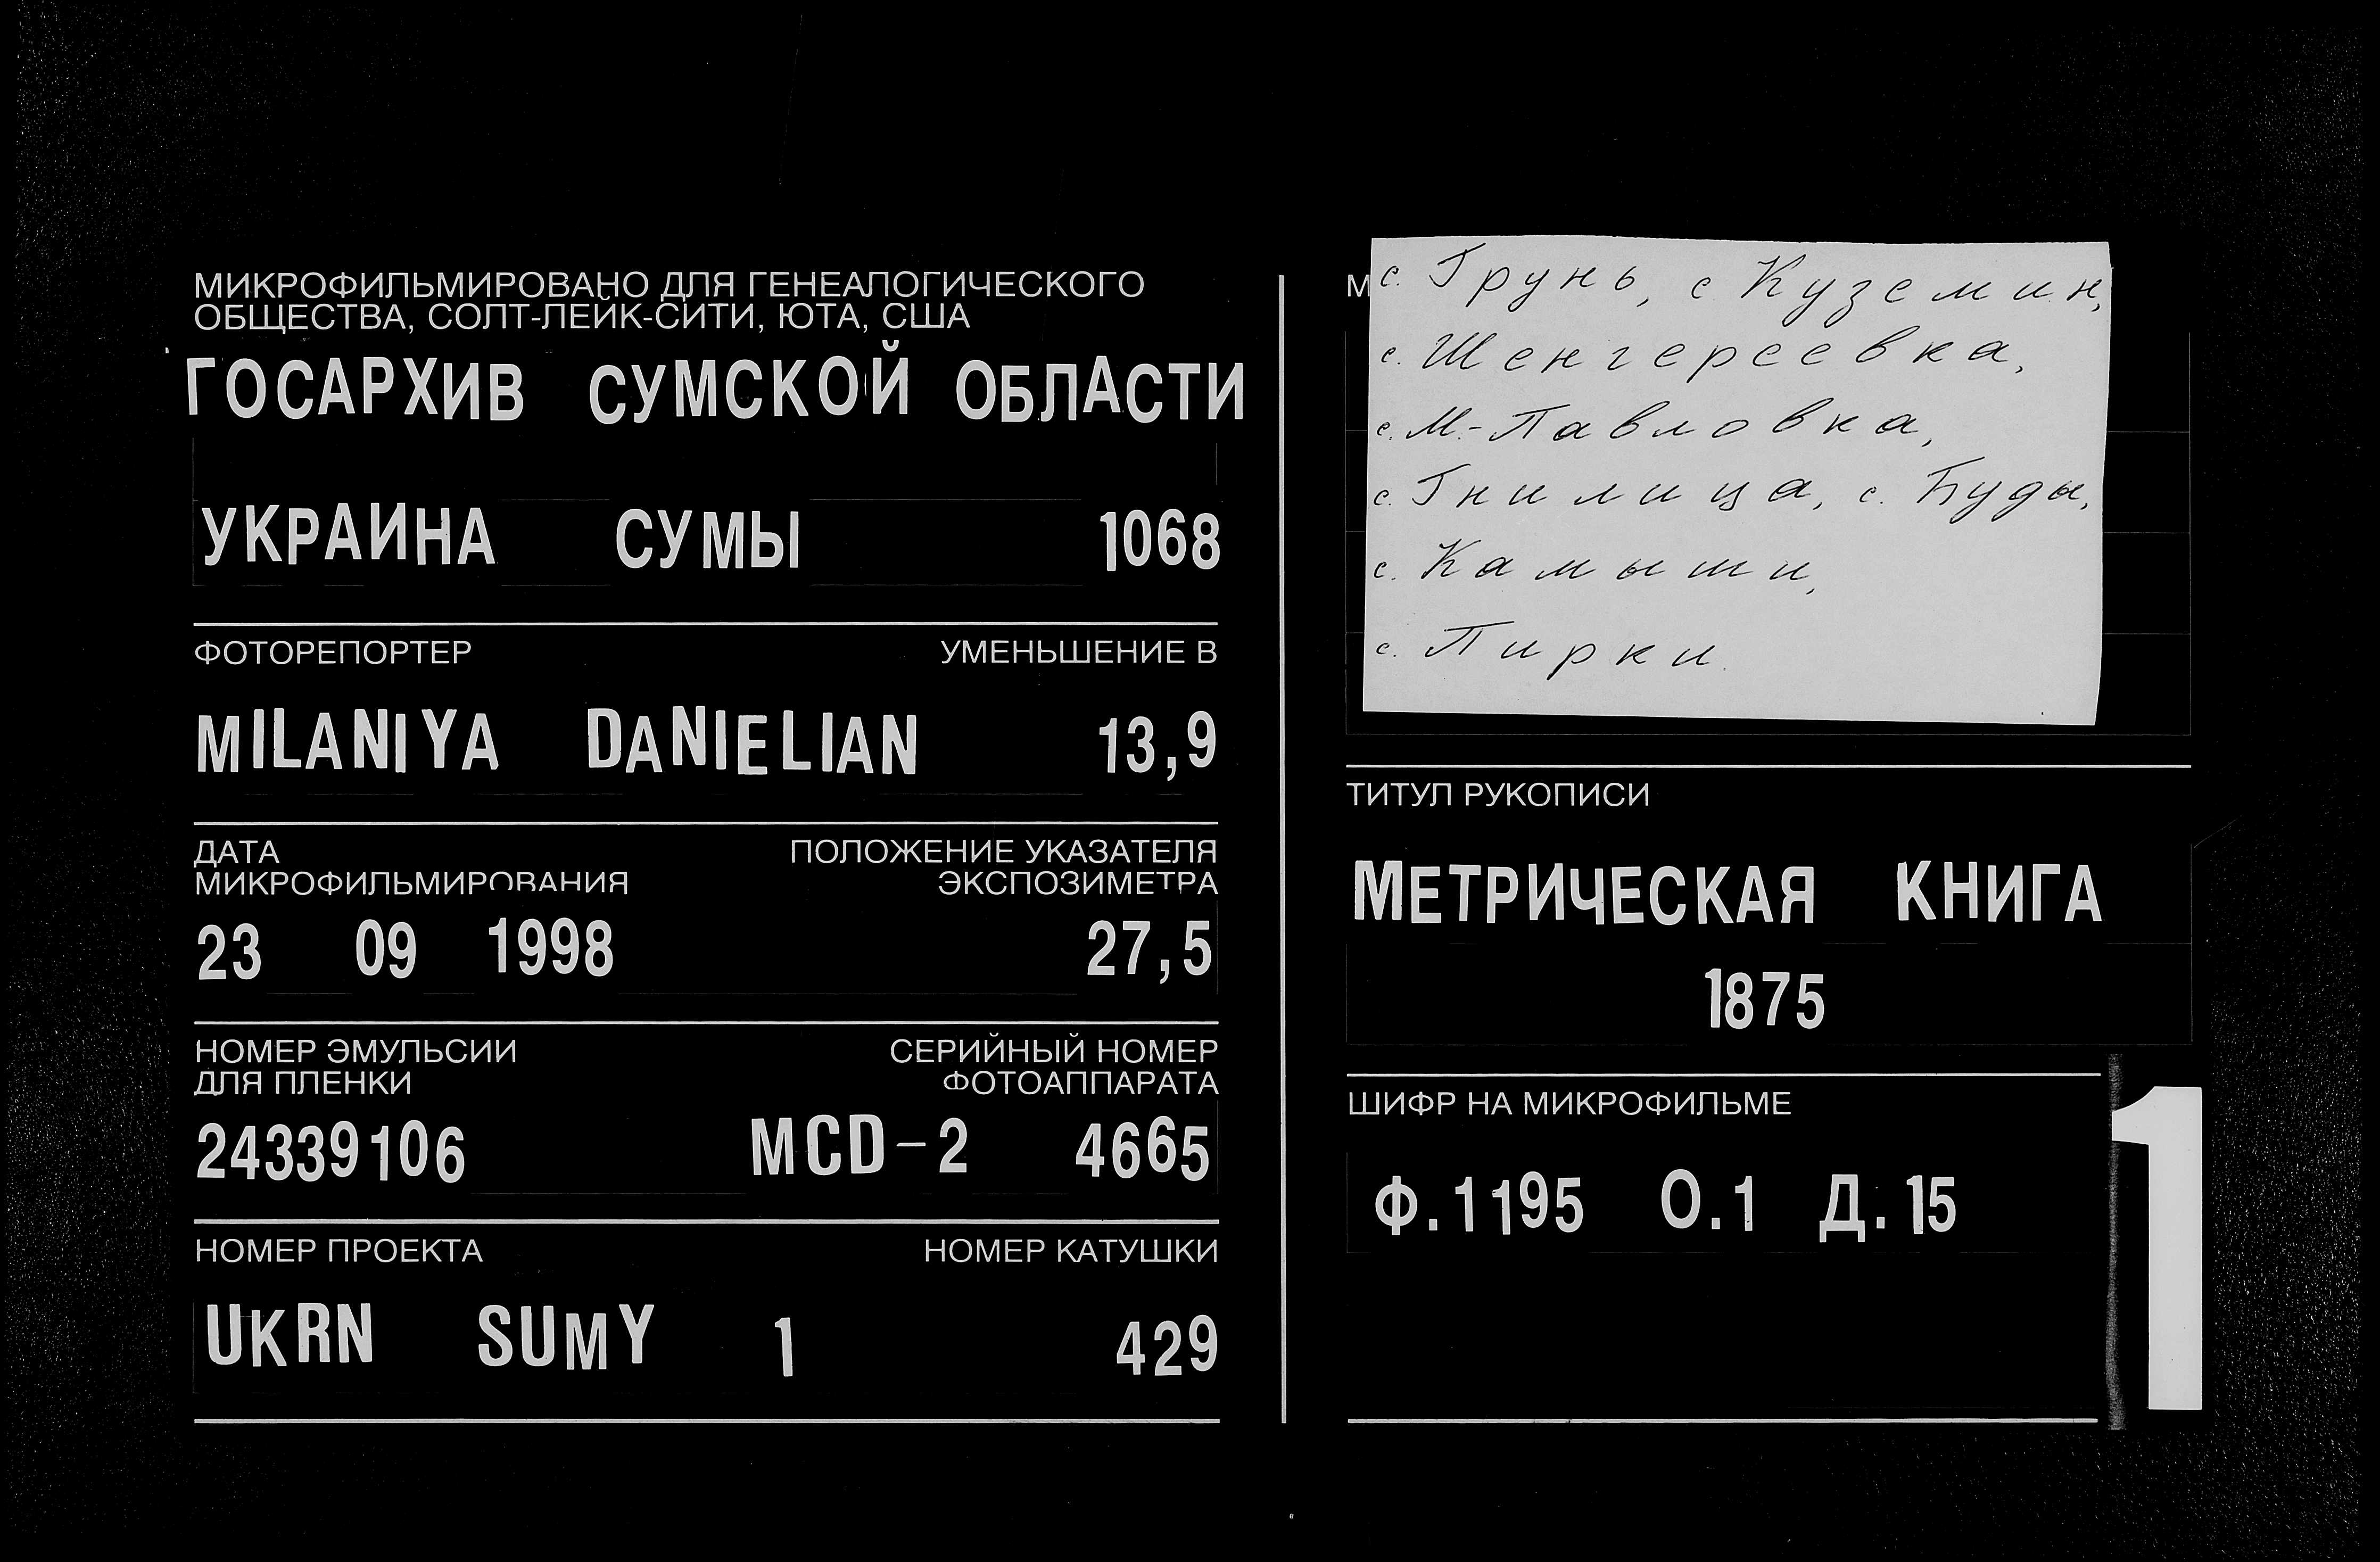 МИКРОФИЛЬМИРОВАНО ДЛЯ ГЕНЕАЛОГИЧЕСКОГО
ОБЩЕСТВА, СОЛТ-ЛЕЙК-СИТИ, ЮТА, США
ГОСАРХИВ СУМСКОЙ ОБЛАСТИ
УКРАИНА СУМЫ 1068
ФОТОРЕПОРТЕР УМЕНЬШЕНИЕ В
MILANIYA DANIELIAN 13,9
ДАТА ПОЛОЖЕНИЕ УКАЗАТЕЛЯ
МИКРОФИЛЬМИРОВАНИЯ ЭКСПОЗИМЕТРА
23 09 1998 27,5
НОМЕР ЭМУЛЬСИИ СЕРИЙНЫЙ НОМЕР
ДЛЯ ПЛЕНКИ ФОТОАППАРАТА
24339106 MCD-2 4665
НОМЕР ПРОЕКТА НОМЕР КАТУШКИ
UKRN SUMY 1 429
М
с. Грунь, с Куземин,
с. Шенгереевка,
с. М.-Павловка,
с. Гнилица, с. Буды,
с. Камыши,
с. Пирки.
ТИТУЛ РУКОПИСИ
МЕТРИЧЕСКАЯ КНИГА
1875
ШИФР НА МИКРОФИЛЬМЕ
Ф.1195 О.1 Д.15
1